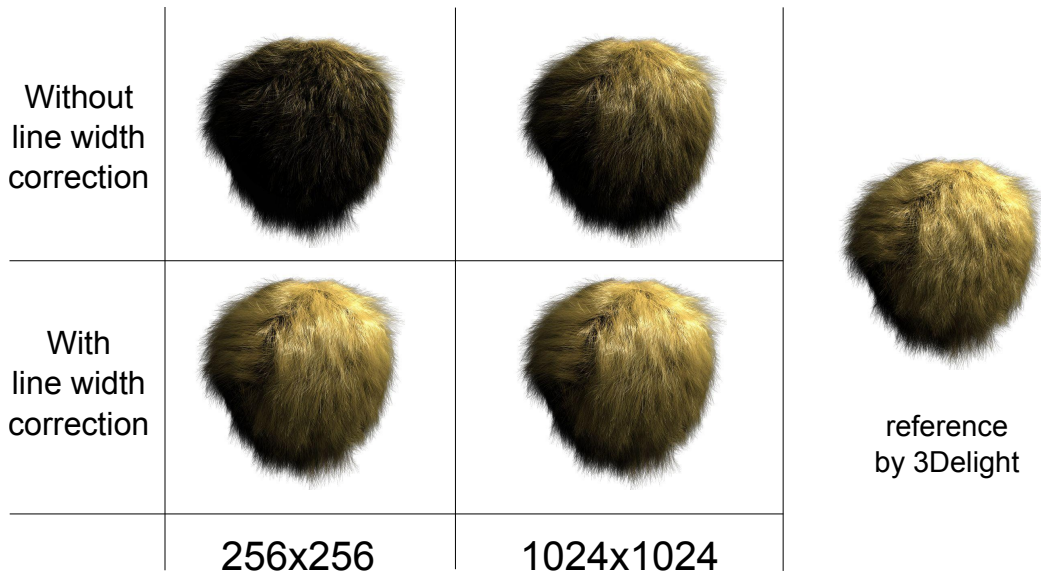 Without
line width
correction
With
line width
correction
reference
by 3Delight
256x256
1024x1024